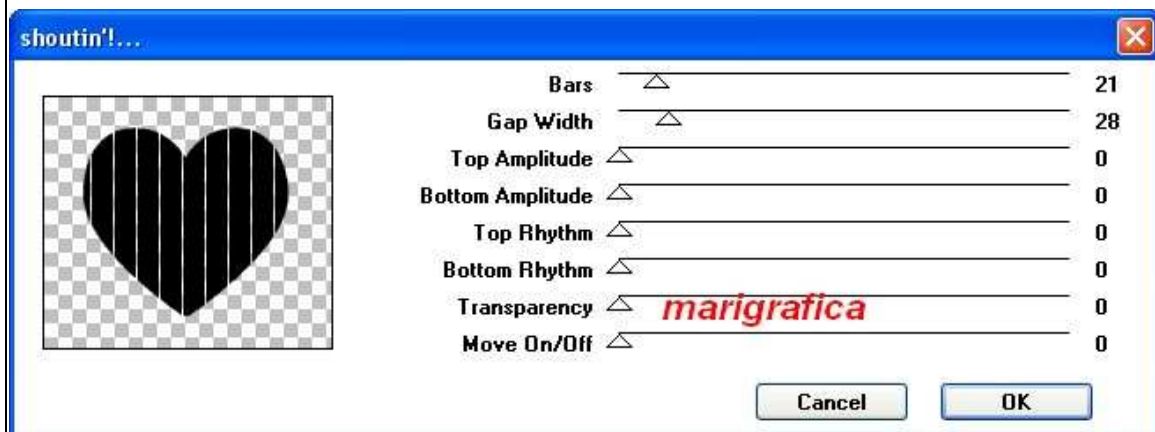 shoutin'!...
Bars 21
Gap Width 28
Top Amplitude 0
Bottom Amplitude 0
Top Rhythm 0
Bottom Rhythm 0
Transparency marigrafica 0
Move On/Off 0
Cancel OK